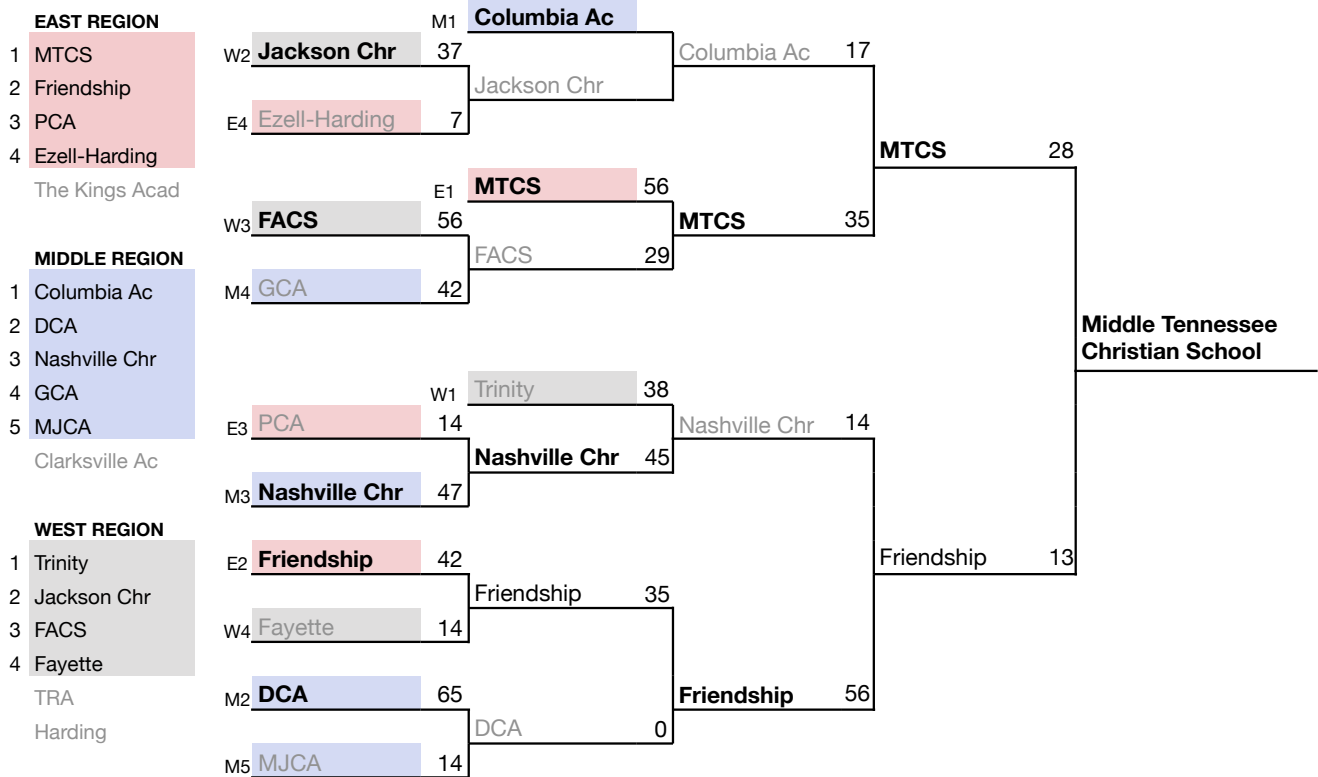 EAST REGION
1 MTCS
2 Friendship
3 PCA
4 Ezell-Harding
The Kings Acad
MIDDLE REGION
1 Columbia Ac
2 DCA
3 Nashville Chr
4 GCA
5 MJCA
Clarksville Ac
WEST REGION
1 Trinity
2 Jackson Chr
3 FACS
4 Fayette
TRA
Harding
W2 Jackson Chr 37
E4 Ezell-Harding 7
W3 FACS 56
M4 GCA 42
E3 PCA 14
M3 Nashville Chr 47
E2 Friendship 42
W4 Fayette 14
M2 DCA 65
M5 MJCA 14
M1 Columbia Ac
Jackson Chr
E1 MTCS 56
FACS 29
W1 Trinity 38
Nashville Chr 45
Friendship 35
DCA 0
Columbia Ac 17
MTCS 35
Nashville Chr 14
Friendship 56
MTCS 28
Friendship 13
Middle Tennessee
Christian School